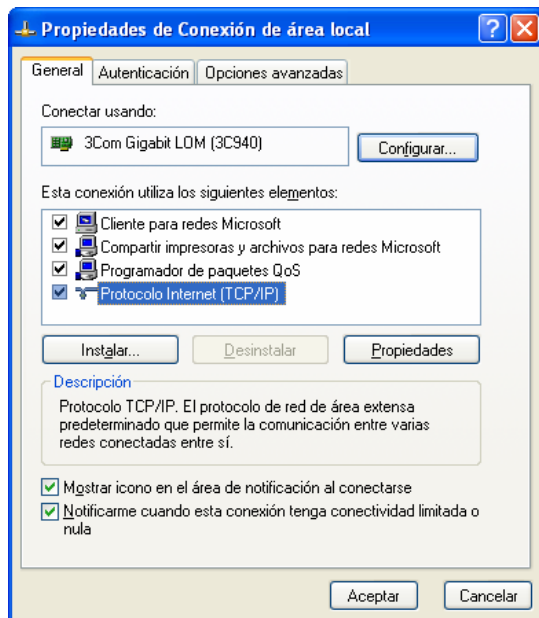 Propiedades de Conexión de área local
General
Autenticación
Opciones avanzadas
Conectar usando:
3Com Gigabit LOM (3C940)
Configurar...
Esta conexión utiliza los siguientes elementos:
Cliente para redes Microsoft
Compartir impresoras y archivos para redes Microsoft
Programador de paquetes QoS
Protocolo Internet (TCP/IP)
Instalar...
Desinstalar
Propiedades
Descripción
Protocolo TCP/IP. El protocolo de red de área extensa
predeterminado que permite la comunicación entre varias
redes conectadas entre sí.
Mostrar icono en el área de notificación al conectarse
Notificarme cuando esta conexión tenga conectividad limitada o
nula
Aceptar
Cancelar